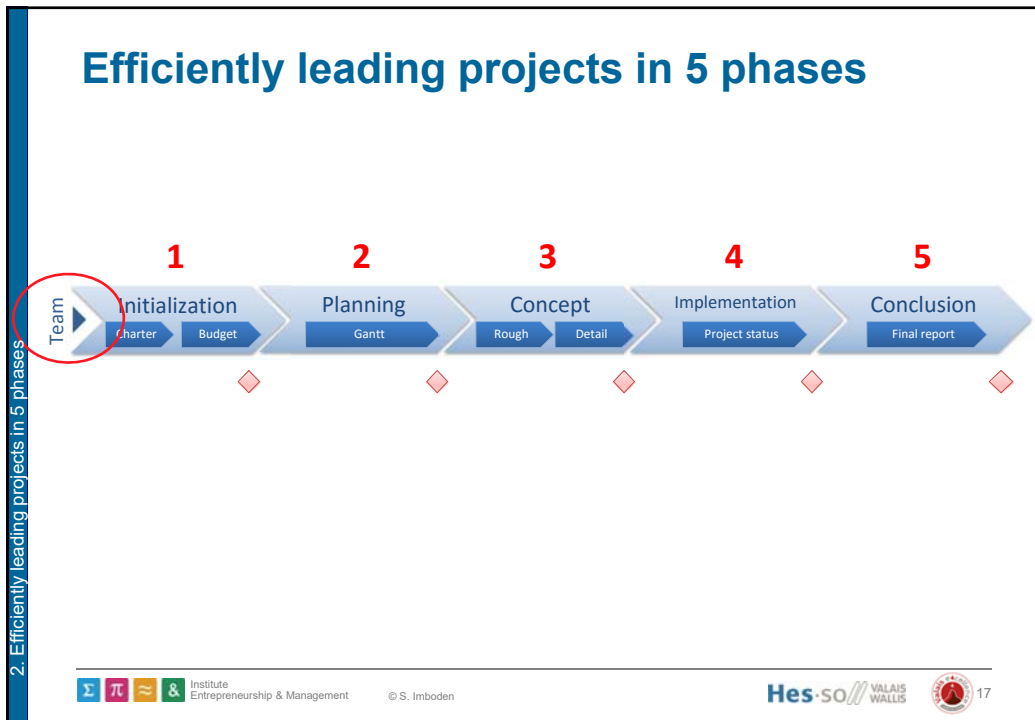 Efficiently leading projects in 5 phases
1 2 3 4 5
Team
Initialization Planning Concept Implementation Conclusion
Charter Budget Gantt Rough Detail Project status Final report
2. Efficiently leading projects in 5 phases
Σ π ≈ &
Institute
Entrepreneurship & Management
© S. Imboden
Hes·so// VALAIS
WALLIS
17